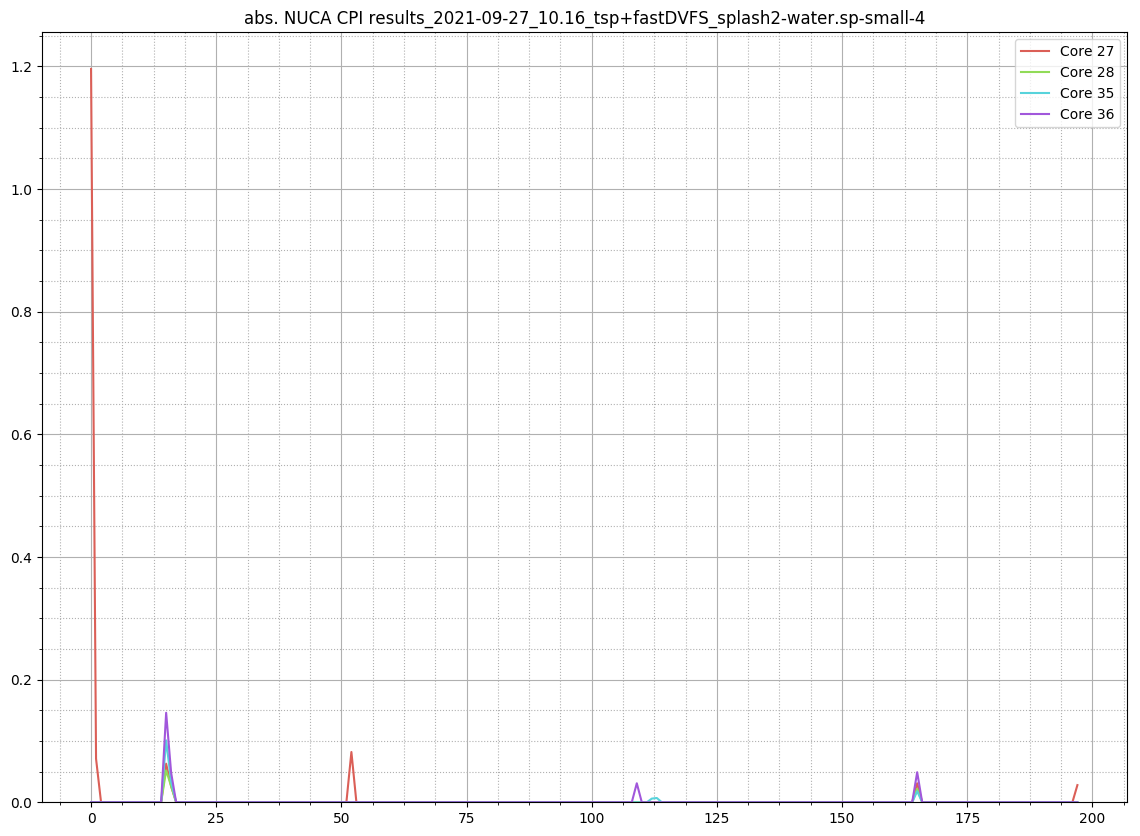 abs. NUCA CPI results_2021-09-27_10.16_tsp+fastDVFS_splash2-water.sp-small-4
Core 27
Core 28
Core 35
Core 36
1.2
1.0
0.8
0.6
0.4
0.2
0.0
0 25 50 75 100 125 150 175 200